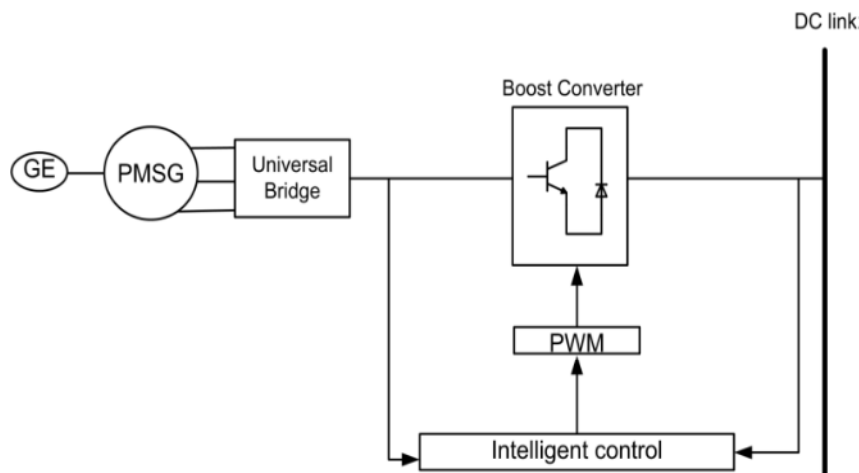 DC link.
Boost Converter
GE
PMSG
Universal
Bridge
PWM
Intelligent control